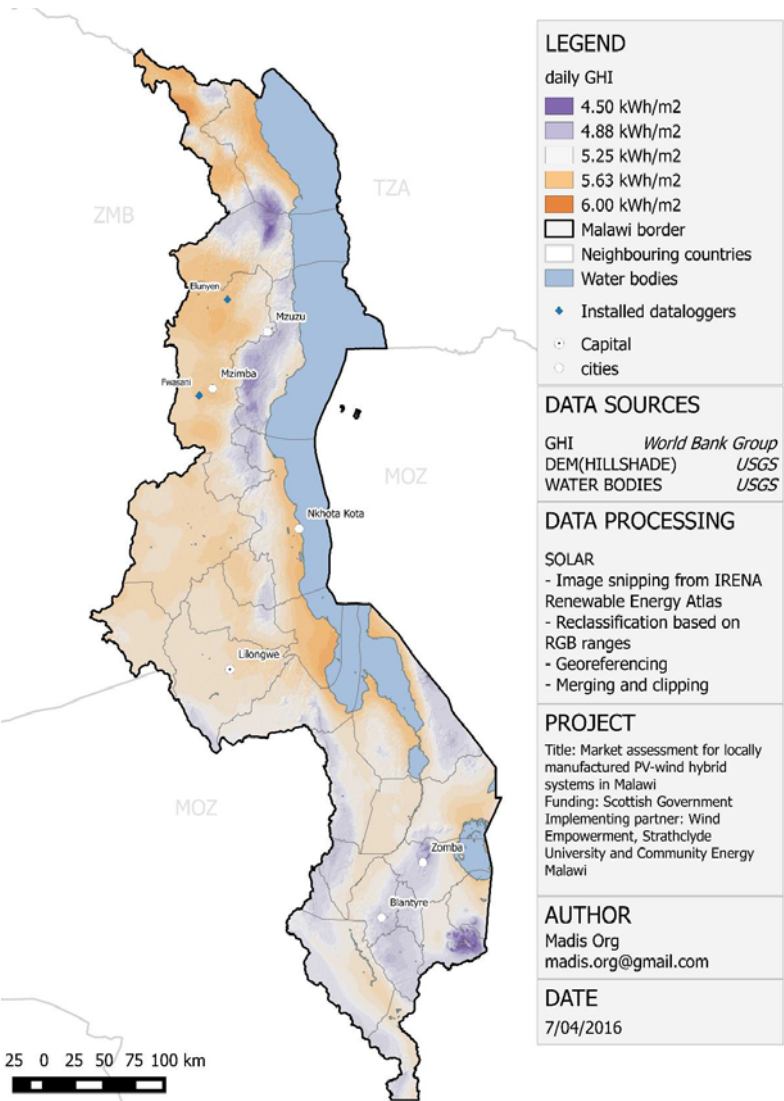 ZMB
TZA
Elunyen
Mzuzu
Mzimba
Fwasani
MOZ
Nkhota Kota
Lilongwe
MOZ
Zomba
Blantyre
25 0 25 50 75 100 km
LEGEND
daily GHI
4.50 kWh/m2
4.88 kWh/m2
5.25 kWh/m2
5.63 kWh/m2
6.00 kWh/m2
Malawi border
Neighbouring countries
Water bodies
Installed dataloggers
Capital
cities
DATA SOURCES
GHI World Bank Group
DEM(HILLSHADE) USGS
WATER BODIES USGS
DATA PROCESSING
SOLAR
- Image snipping from IRENA
Renewable Energy Atlas
- Reclassification based on
RGB ranges
- Georeferencing
- Merging and clipping
PROJECT
Title: Market assessment for locally
manufactured PV-wind hybrid
systems in Malawi
Funding: Scottish Government
Implementing partner: Wind
Empowerment, Strathclyde
University and Community Energy
Malawi
AUTHOR
Madis Org
madis.org@gmail.com
DATE
7/04/2016